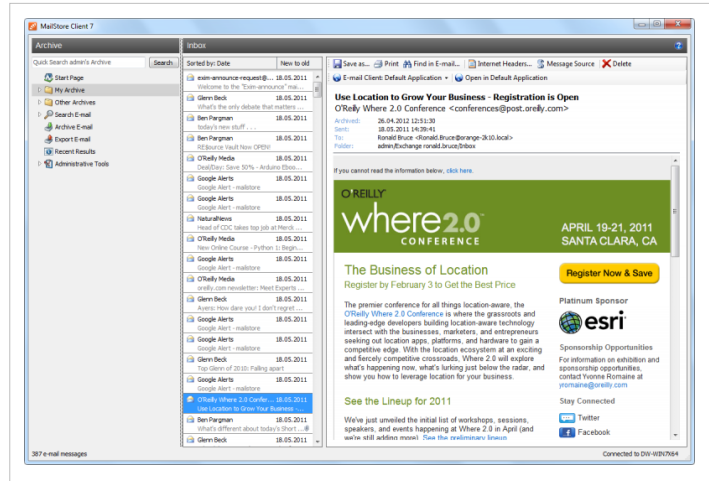 MailStore Client 7
Archive
Quick Search admin's Archive
Search
Start Page
My Archive
Other Archives
Search E-mail
Archive E-mail
Export E-mail
Recent Results
Administrative Tools
Inbox
Sorted by: Date
New to old
exim-announce-request@... 18.05.2011
Welcome to the "Exim-announce" mai...
Glenn Beck 18.05.2011
What's the only debate that matters ...
Ben Pargman 18.05.2011
today's new stuff . . .
Ben Pargman 18.05.2011
RE$ource Vault Now OPEN!
O'Reilly Media 18.05.2011
Deal/Day: Save 50% - Arduino Eboo...
Google Alerts 18.05.2011
Google Alert - mailstore
NaturalNews 18.05.2011
Head of CDC takes top job at Merck ...
O'Reilly Media 18.05.2011
New Online Course - Python 1: Begin...
Google Alerts 18.05.2011
Google Alert - mailstore
O'Reilly Media 18.05.2011
oreilly.com newsletter: Meet Experts ...
Glenn Beck 18.05.2011
Ayers: How dare you! I don't regret ...
Google Alerts 18.05.2011
Google Alert - mailstore
Google Alerts 18.05.2011
Google Alert - mailstore
Glenn Beck 18.05.2011
Top Glenn of 2010: Falling apart
Google Alerts 18.05.2011
Google Alert - mailstore
O'Reilly Where 2.0 Confer... 18.05.2011
Use Location to Grow Your Business - ...
Ben Pargman 18.05.2011
What's different about today's Short ...
Glenn Beck 18.05.2011
Save as... Print Find in E-mail... Internet Headers... Message Source Delete
E-mail Client: Default Application Open in Default Application
Use Location to Grow Your Business - Registration is Open
O'Reilly Where 2.0 Conference <conferences@post.oreilly.com>
Archived: 26.04.2012 12:51:30
Sent: 18.05.2011 14:39:41
To: Ronald Bruce <Ronald.Bruce@orange-2k10.local>
Folder: admin/Exchange ronald.bruce/Inbox
If you cannot read the information below, click here.
O'REILLY
where2.0
CONFERENCE
APRIL 19-21, 2011
SANTA CLARA, CA
The Business of Location
Register by February 3 to Get the Best Price
The premier conference for all things location-aware, the
O'Reilly Where 2.0 Conference is where the grassroots and
leading-edge developers building location-aware technology
intersect with the businesses, marketers, and entrepreneurs
seeking out location apps, platforms, and hardware to gain a
competitive edge. With the location ecosystem at an exciting
and fiercely competitive crossroads, Where 2.0 will explore
what's happening now, what's lurking just below the radar, and
show you how to leverage location for your business.
See the Lineup for 2011
We've just unveiled the initial list of workshops, sessions,
speakers, and events happening at Where 2.0 in April (and
we're still adding more). See the preliminary lineup
Register Now & Save
Platinum Sponsor
esri
Sponsorship Opportunities
For information on exhibition and
sponsorship opportunities,
contact Yvonne Romaine at
yromaine@oreilly.com
Stay Connected
Twitter
Facebook
387 e-mail messages
Connected to DW-WIN7X64